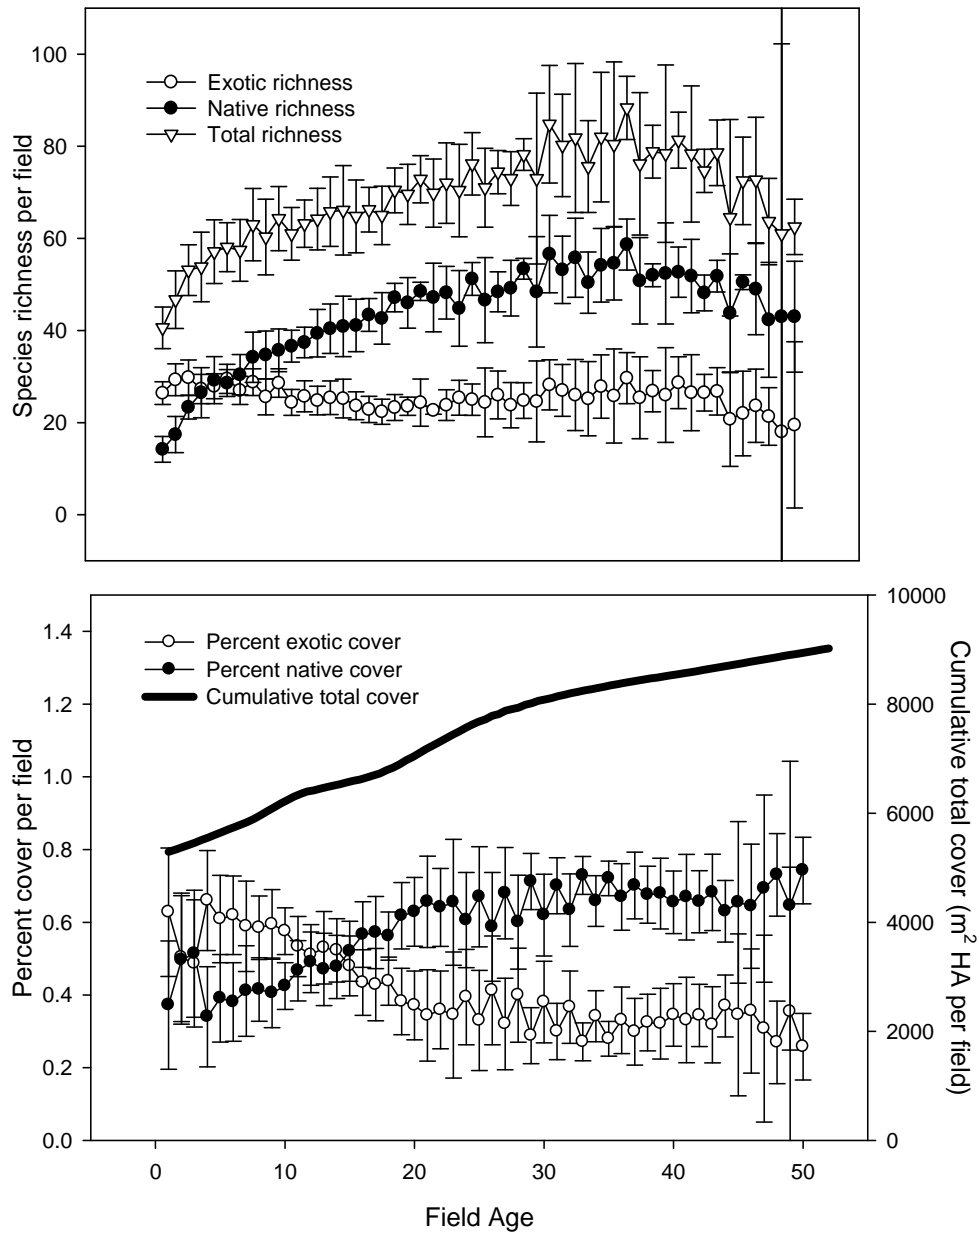 100
80
60
40
20
0
Species richness per field
Exotic richness
Native richness
Total richness
1.4
1.2
1.0
0.8
0.6
0.4
0.2
0.0
Percent cover per field
Percent exotic cover
Percent native cover
Cumulative total cover
10000
8000
6000
4000
2000
0
Cumulative total cover (m² HA per field)
0 10 20 30 40 50
Field Age